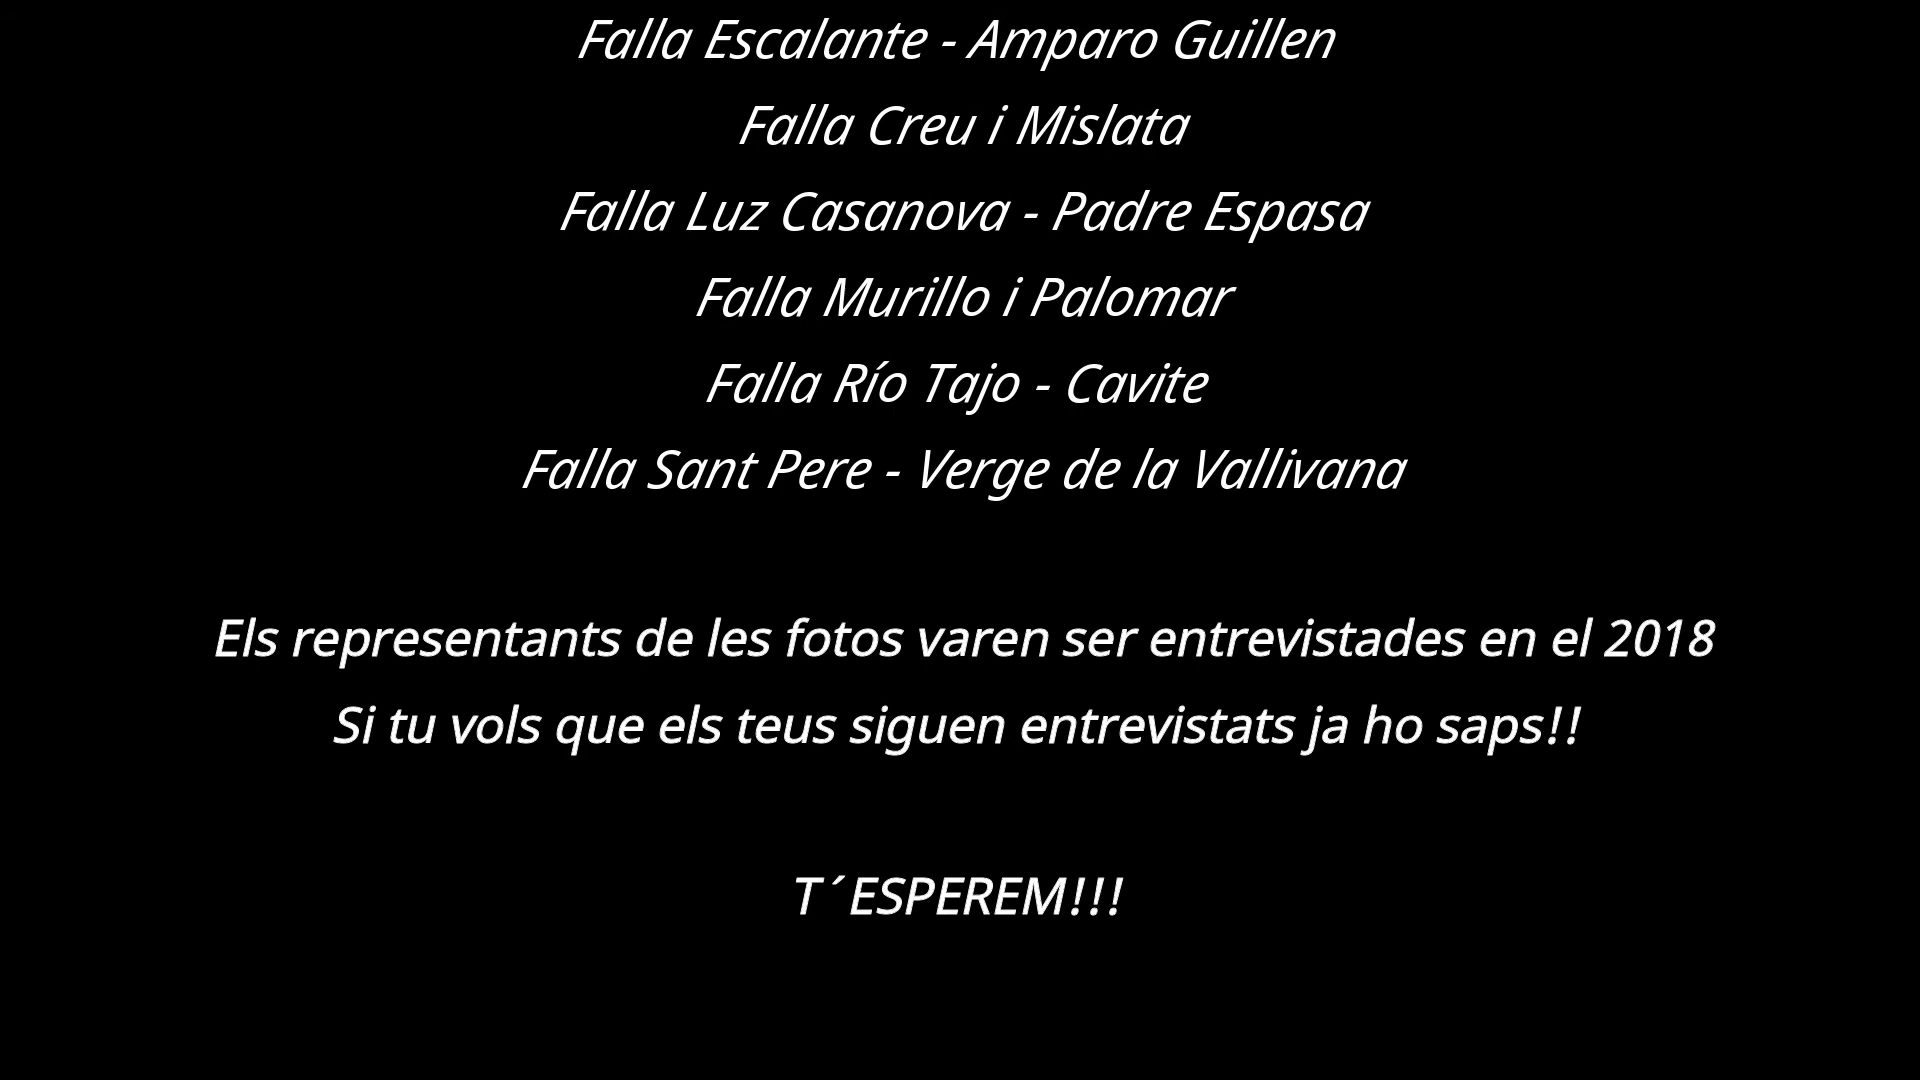 Falla Escalante - Amparo Guillen
Falla Creu i Mislata
Falla Luz Casanova - Padre Espasa
Falla Murillo i Palomar
Falla Río Tajo - Cavite
Falla Sant Pere - Verge de la Vallivana
Els representants de les fotos varen ser entrevistades en el 2018
Si tu vols que els teus siguen entrevistats ja ho saps!!
T´ESPEREM!!!